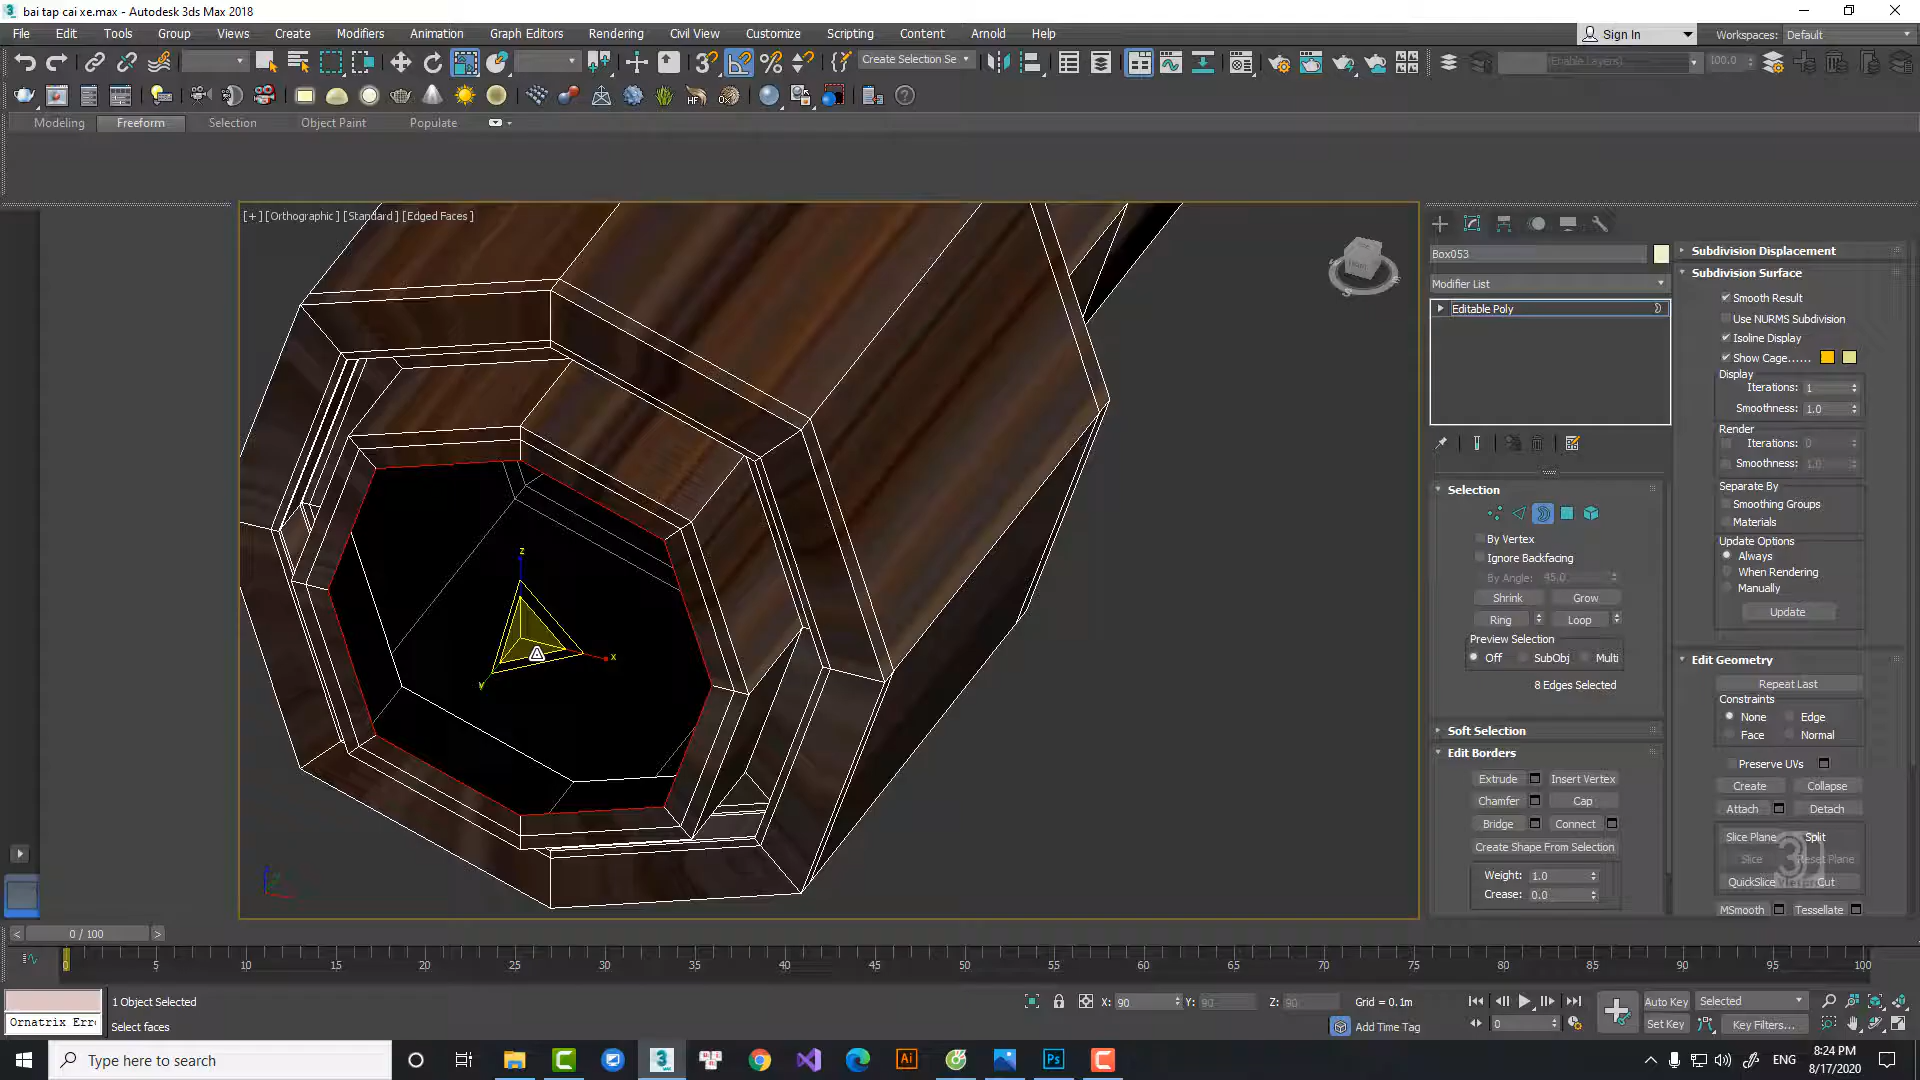 bai tap cai xe.max - Autodesk 3ds Max 2018
File Edit Tools Group Views Create Modifiers Animation Graph Editors Rendering Civil View Customize Scripting Content Arnold Help
Sign In
Workspaces: Default
Create Selection Se
(Enable Layers)
100.0
Modeling Freeform Selection Object Paint Populate
[+] [Orthographic] [Standard] [Edged Faces]
z
x
y
Box053
Modifier List
Editable Poly
Selection
By Vertex
Ignore Backfacing
By Angle: 45.0
Shrink Grow
Ring Loop
Preview Selection
Off SubObj Multi
8 Edges Selected
Soft Selection
Edit Borders
Extrude Insert Vertex
Chamfer Cap
Bridge Connect
Create Shape From Selection
Weight: 1.0
Crease: 0.0
Subdivision Displacement
Subdivision Surface
Smooth Result
Use NURMS Subdivision
Isoline Display
Show Cage......
Display
Iterations: 1
Smoothness: 1.0
Render
Iterations: 0
Smoothness: 1.0
Separate By
Smoothing Groups
Materials
Update Options
Always
When Rendering
Manually
Update
Edit Geometry
Repeat Last
Constraints
None Edge
Face Normal
Preserve UVs
Create Collapse
Attach Detach
Slice Plane Split
Slice Reset Plane
QuickSlice Cut
MSmooth Tessellate
< 0 / 100 >
0 5 10 15 20 25 30 35 40 45 50 55 60 65 70 75 80 85 90 95 100
1 Object Selected
X: 90 Y: 90 Z: 90 Grid = 0.1m
Auto Key Selected
Ornatrix Err
Select faces
Add Time Tag
0
Set Key Key Filters...
Type here to search
ENG
8:24 PM
8/17/2020